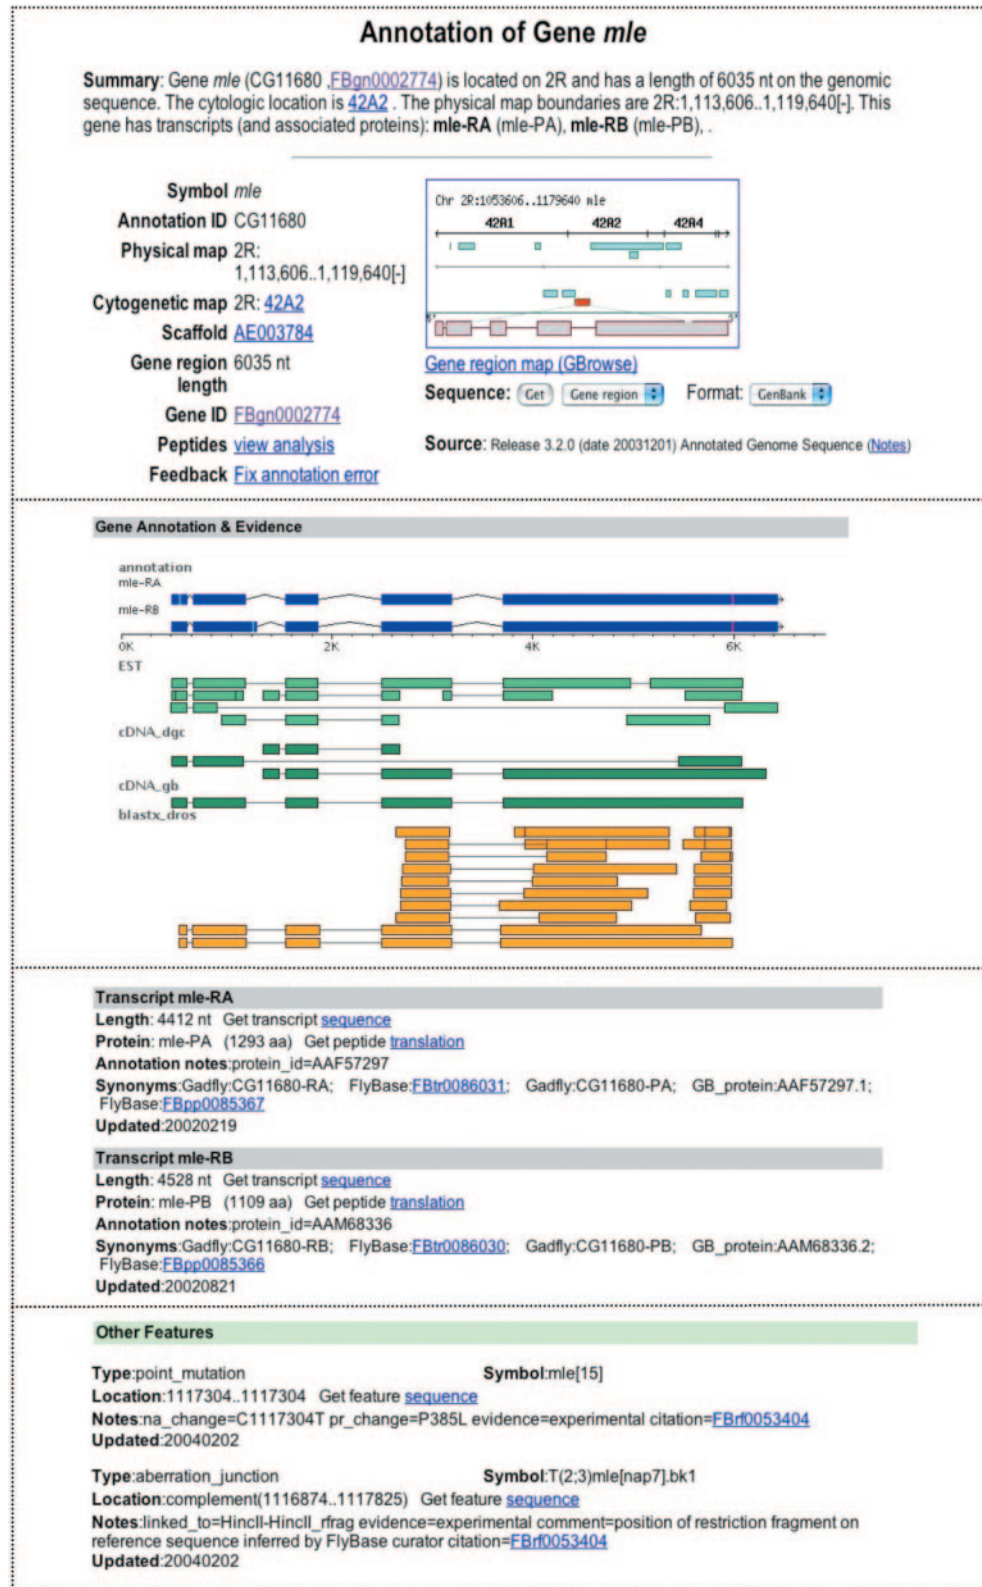 Annotation of Gene mle
Summary: Gene mle (CG11680 ,FBgn0002774) is located on 2R and has a length of 6035 nt on the genomic
sequence. The cytologic location is 42A2 . The physical map boundaries are 2R:1,113,606..1,119,640[-]. This
gene has transcripts (and associated proteins): mle-RA (mle-PA), mle-RB (mle-PB), .
Symbol mle
Annotation ID CG11680
Physical map 2R:
1,113,606..1,119,640[-]
Cytogenetic map 2R: 42A2
Scaffold AE003784
Gene region 6035 nt
length
Gene ID FBgn0002774
Peptides view analysis
Feedback Fix annotation error
Chr 2R:1053606..1179640 mle
42A1 42A2 42A4
5' 5'
Gene region map (GBrowse)
Sequence: Get Gene region Format: GenBank
Source: Release 3.2.0 (date 20031201) Annotated Genome Sequence (Notes)
Gene Annotation & Evidence
annotation
mle-RA
mle-RB
0K 2K 4K 6K
EST
cDNA_dgc
cDNA_gb
blastx_dros
Transcript mle-RA
Length: 4412 nt Get transcript sequence
Protein: mle-PA (1293 aa) Get peptide translation
Annotation notes:protein_id=AAF57297
Synonyms:Gadfly:CG11680-RA; FlyBase:FBtr0086031; Gadfly:CG11680-PA; GB_protein:AAF57297.1;
FlyBase:FBpp0085367
Updated:20020219
Transcript mle-RB
Length: 4528 nt Get transcript sequence
Protein: mle-PB (1109 aa) Get peptide translation
Annotation notes:protein_id=AAM68336
Synonyms:Gadfly:CG11680-RB; FlyBase:FBtr0086030; Gadfly:CG11680-PB; GB_protein:AAM68336.2;
FlyBase:FBpp0085366
Updated:20020821
Other Features
Type:point_mutation Symbol:mle[15]
Location:1117304..1117304 Get feature sequence
Notes:na_change=C1117304T pr_change=P385L evidence=experimental citation=FBrf0053404
Updated:20040202
Type:aberration_junction Symbol:T(2;3)mle[nap7].bk1
Location:complement(1116874..1117825) Get feature sequence
Notes:linked_to=HincII-HincII_rfrag evidence=experimental comment=position of restriction fragment on
reference sequence inferred by FlyBase curator citation=FBrf0053404
Updated:20040202